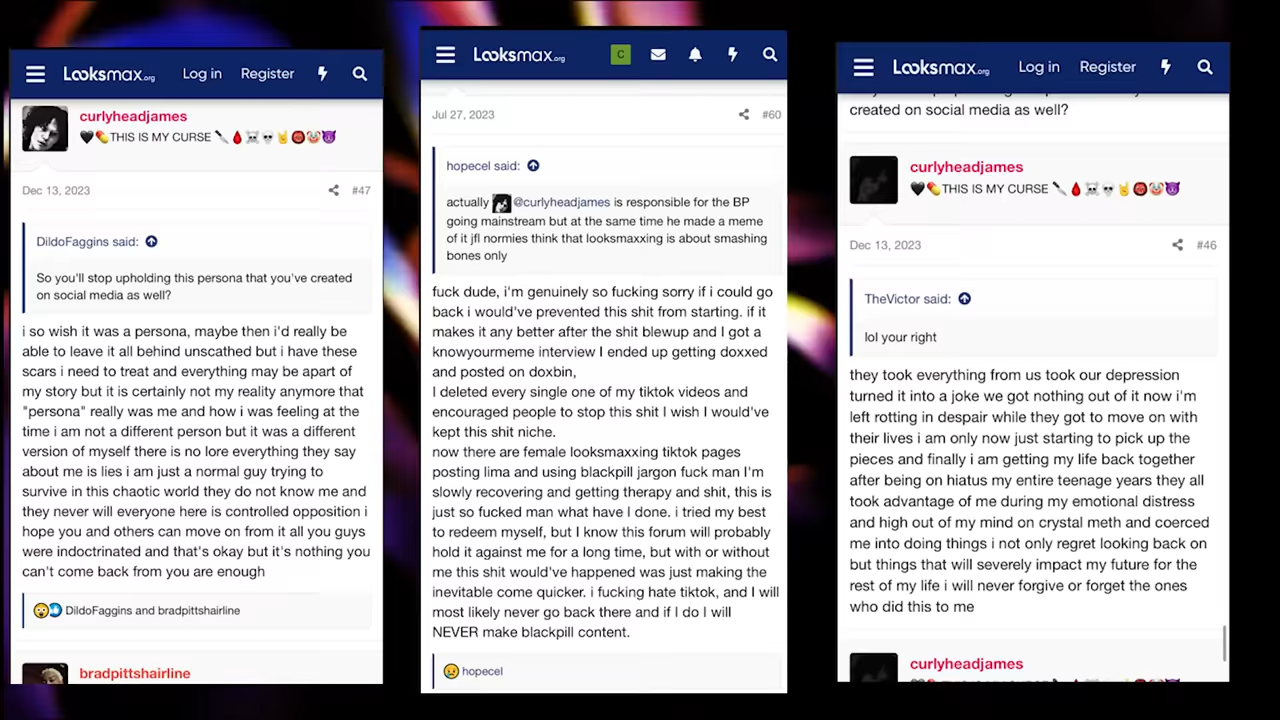 Looksmax.org Log in Register
curlyheadjames
🖤💊THIS IS MY CURSE 🔪🩸☠️💀🤘👹🤡😈
Dec 13, 2023 #47
DildoFaggins said:
So you'll stop upholding this persona that you've created
on social media as well?
i so wish it was a persona, maybe then i'd really be
able to leave it all behind unscathed but i have these
scars i need to treat and everything may be apart of
my story but it is certainly not my reality anymore that
"persona" really was me and how i was feeling at the
time i am not a different person but it was a different
version of myself there is no lore everything they say
about me is lies i am just a normal guy trying to
survive in this chaotic world they do not know me and
they never will everyone here is controlled opposition i
hope you and others can move on from it all you guys
were indoctrinated and that's okay but it's nothing you
can't come back from you are enough
DildoFaggins and bradpittshairline
bradpittshairline
Looksmax.org C
Jul 27, 2023 #60
hopecel said:
actually @curlyheadjames is responsible for the BP
going mainstream but at the same time he made a meme
of it jfl normies think that looksmaxxing is about smashing
bones only
fuck dude, i'm genuinely so fucking sorry if i could go
back i would've prevented this shit from starting. if it
makes it any better after the shit blewup and I got a
knowyourmeme interview I ended up getting doxxed
and posted on doxbin,
I deleted every single one of my tiktok videos and
encouraged people to stop this shit I wish I would've
kept this shit niche.
now there are female looksmaxxing tiktok pages
posting lima and using blackpill jargon fuck man I'm
slowly recovering and getting therapy and shit, this is
just so fucked man what have I done. i tried my best
to redeem myself, but I know this forum will probably
hold it against me for a long time, but with or without
me this shit would've happened was just making the
inevitable come quicker. i fucking hate tiktok, and I will
most likely never go back there and if I do I will
NEVER make blackpill content.
hopecel
Looksmax.org Log in Register
created on social media as well?
curlyheadjames
🖤💊THIS IS MY CURSE 🔪🩸☠️💀🤘👹🤡😈
Dec 13, 2023 #46
TheVictor said:
lol your right
they took everything from us took our depression
turned it into a joke we got nothing out of it now i'm
left rotting in despair while they got to move on with
their lives i am only now just starting to pick up the
pieces and finally i am getting my life back together
after being on hiatus my entire teenage years they all
took advantage of me during my emotional distress
and high out of my mind on crystal meth and coerced
me into doing things i not only regret looking back on
but things that will severely impact my future for the
rest of my life i will never forgive or forget the ones
who did this to me
curlyheadjames